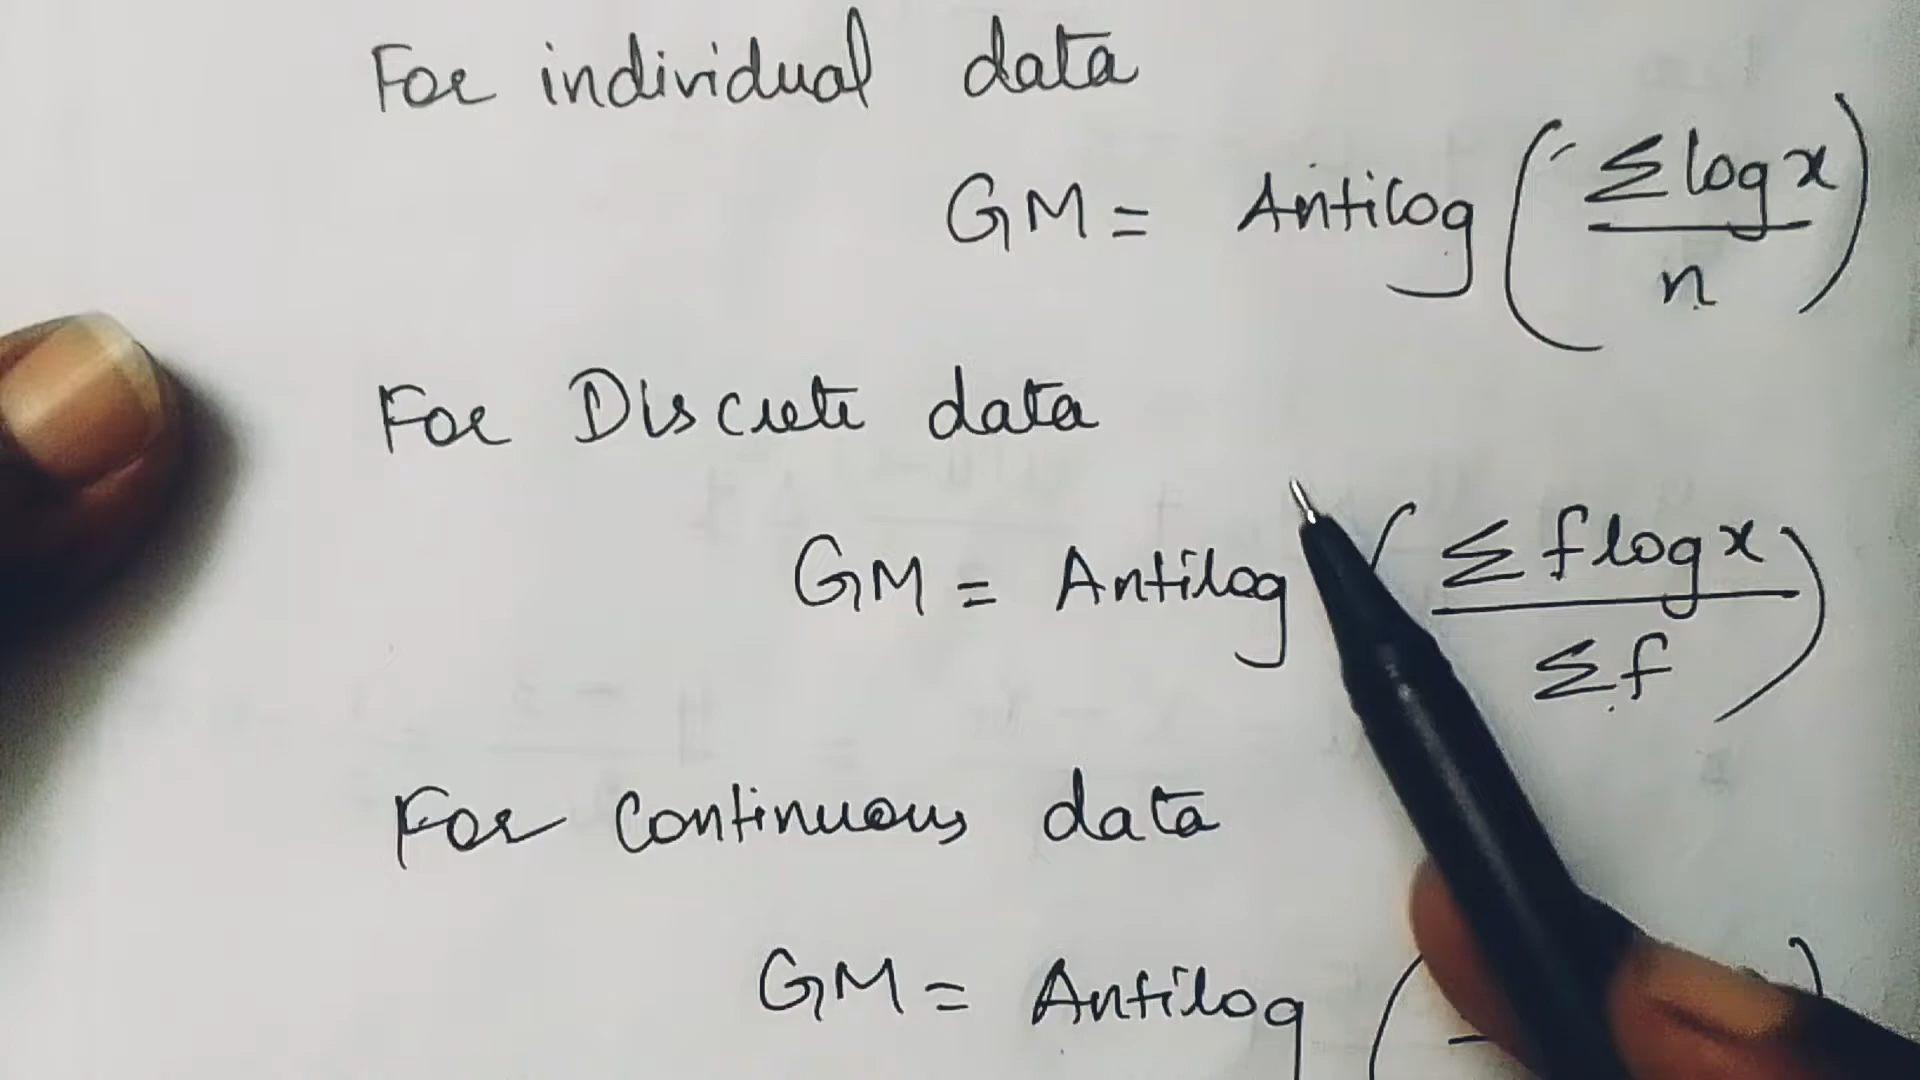 For individual data
GM = Antilog ( Σ log x / n )
For Discrete data
GM = Antilog ( Σ f log x / Σ f )
For Continuous data
GM = Antilog (